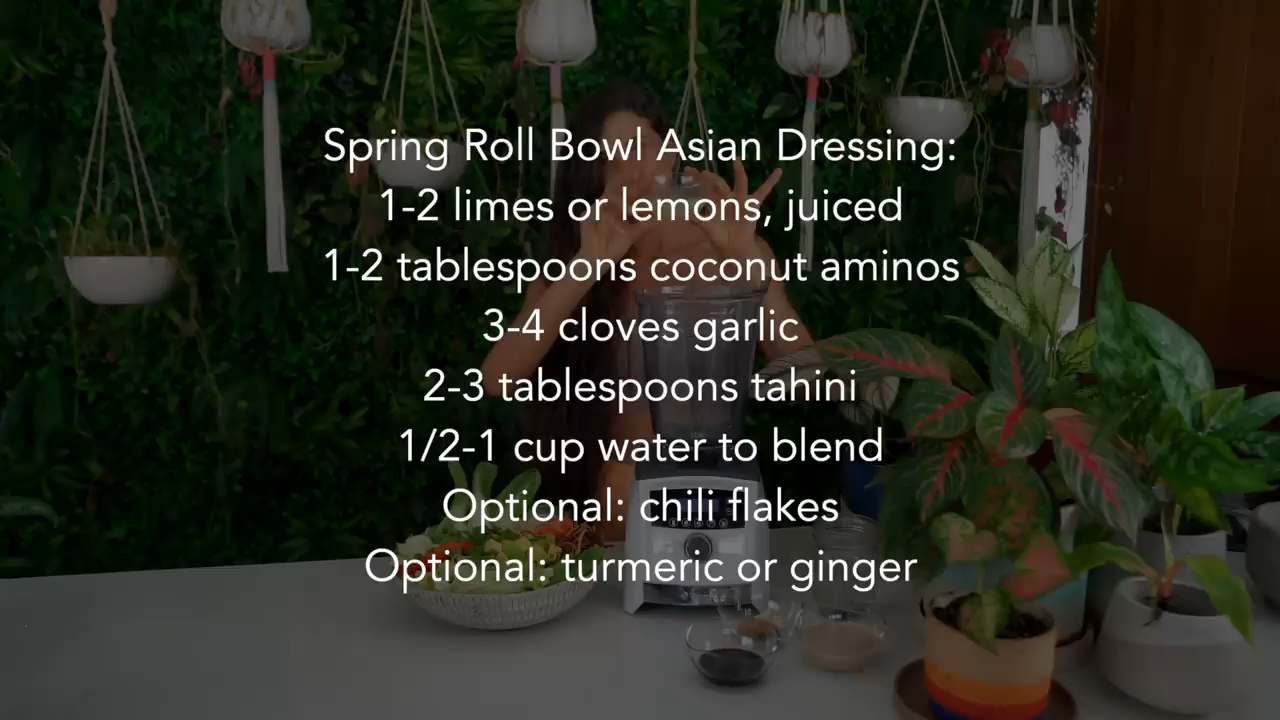 Spring Roll Bowl Asian Dressing:
1-2 limes or lemons, juiced
1-2 tablespoons coconut aminos
3-4 cloves garlic
2-3 tablespoons tahini
1/2-1 cup water to blend
Optional: chili flakes
Optional: turmeric or ginger